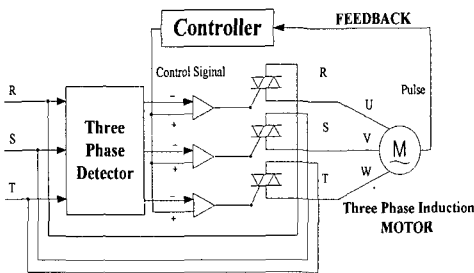 Controller
FEEDBACK
Control Siginal
R
R
U
Pulse
S
Three
Phase
Detector
S
V
M
T
T
W
Three Phase Induction
MOTOR
−
+
−
+
−
+